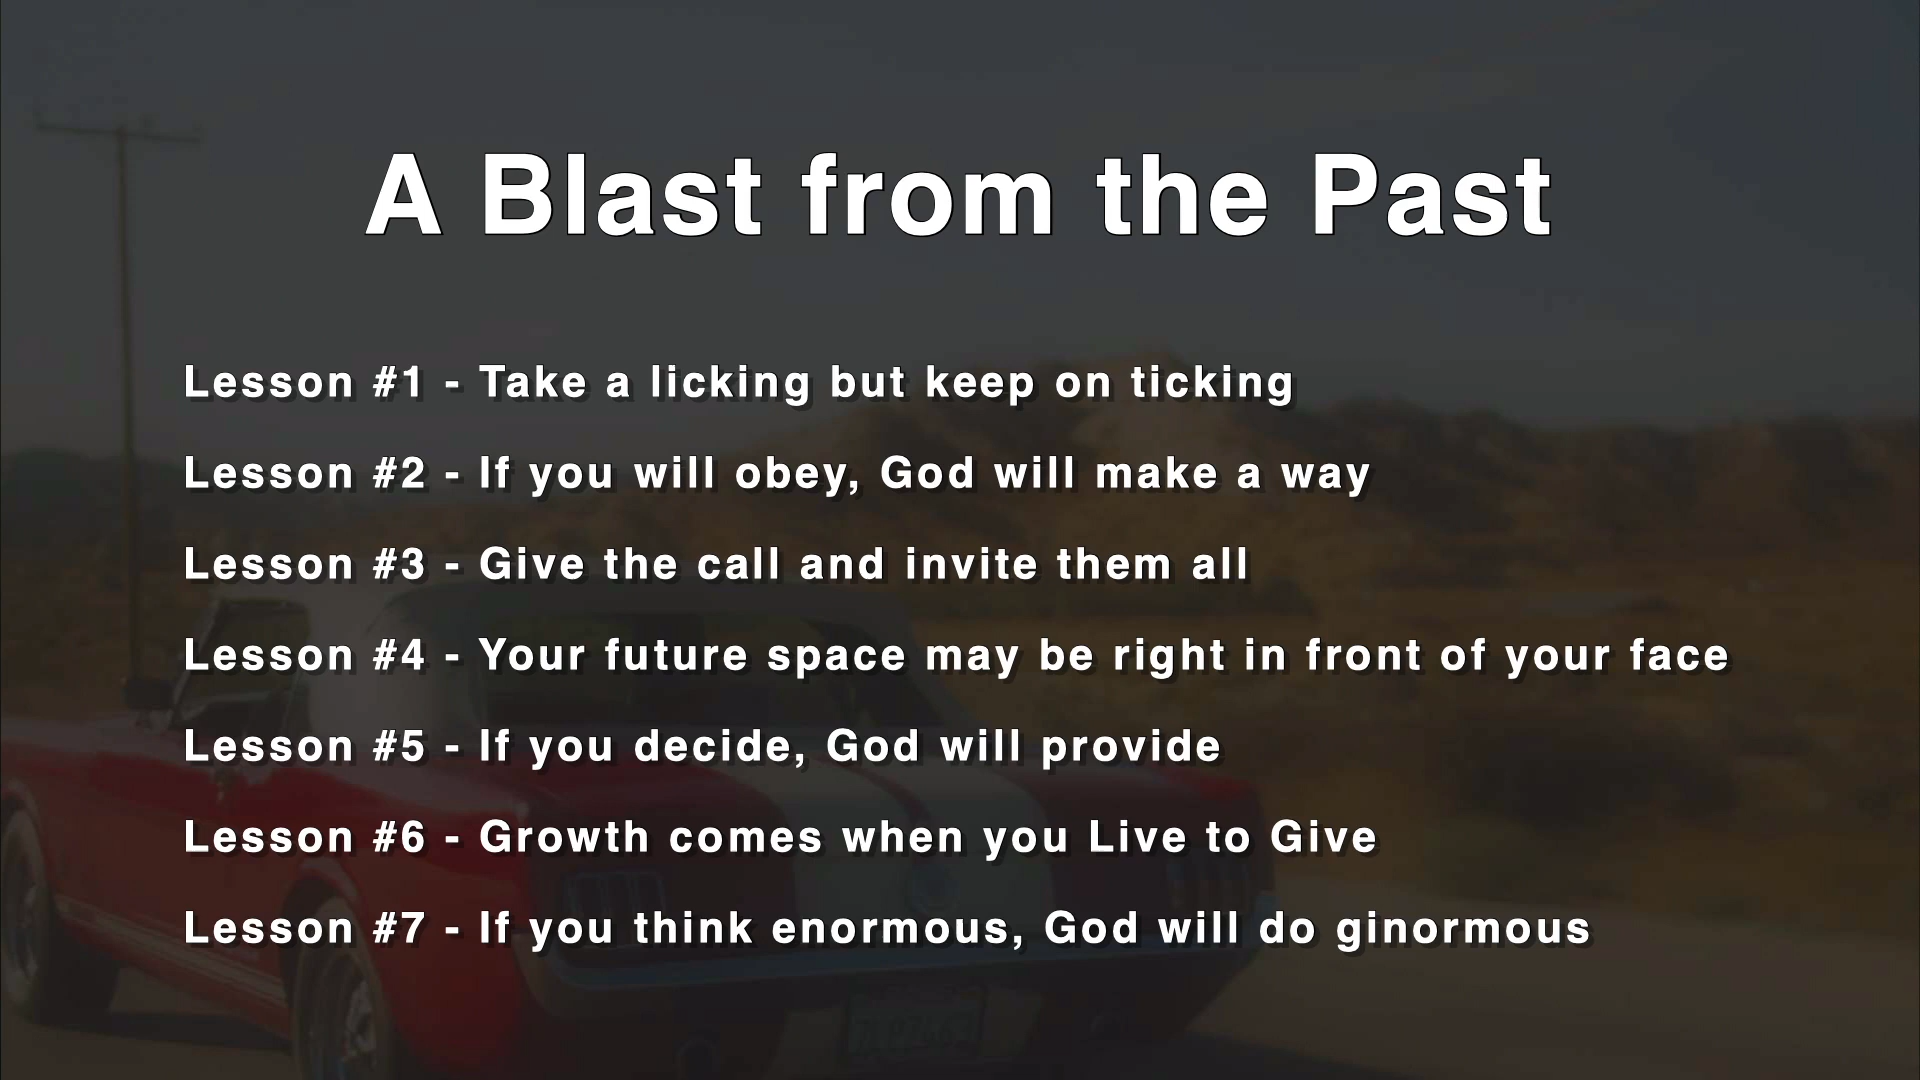 A Blast from the Past
Lesson #1 - Take a licking but keep on ticking
Lesson #2 - If you will obey, God will make a way
Lesson #3 - Give the call and invite them all
Lesson #4 - Your future space may be right in front of your face
Lesson #5 - If you decide, God will provide
Lesson #6 - Growth comes when you Live to Give
Lesson #7 - If you think enormous, God will do ginormous